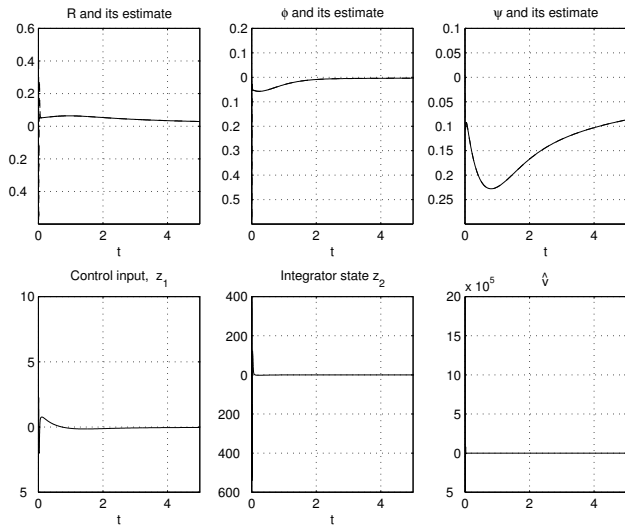 R and its estimate
0.6
0.4
0.2
0
0.2
0.4
0 2 4
t
ϕ and its estimate
0.2
0.1
0
0.1
0.2
0.3
0.4
0.5
0 2 4
t
ψ and its estimate
0.1
0.05
0
0.05
0.1
0.15
0.2
0.25
0 2 4
t
Control input, z₁
10
5
0
5
0 2 4
t
Integrator state z₂
400
200
0
200
400
600
0 2 4
t
v̂
x 10⁵
20
15
10
5
0
5
0 2 4
t